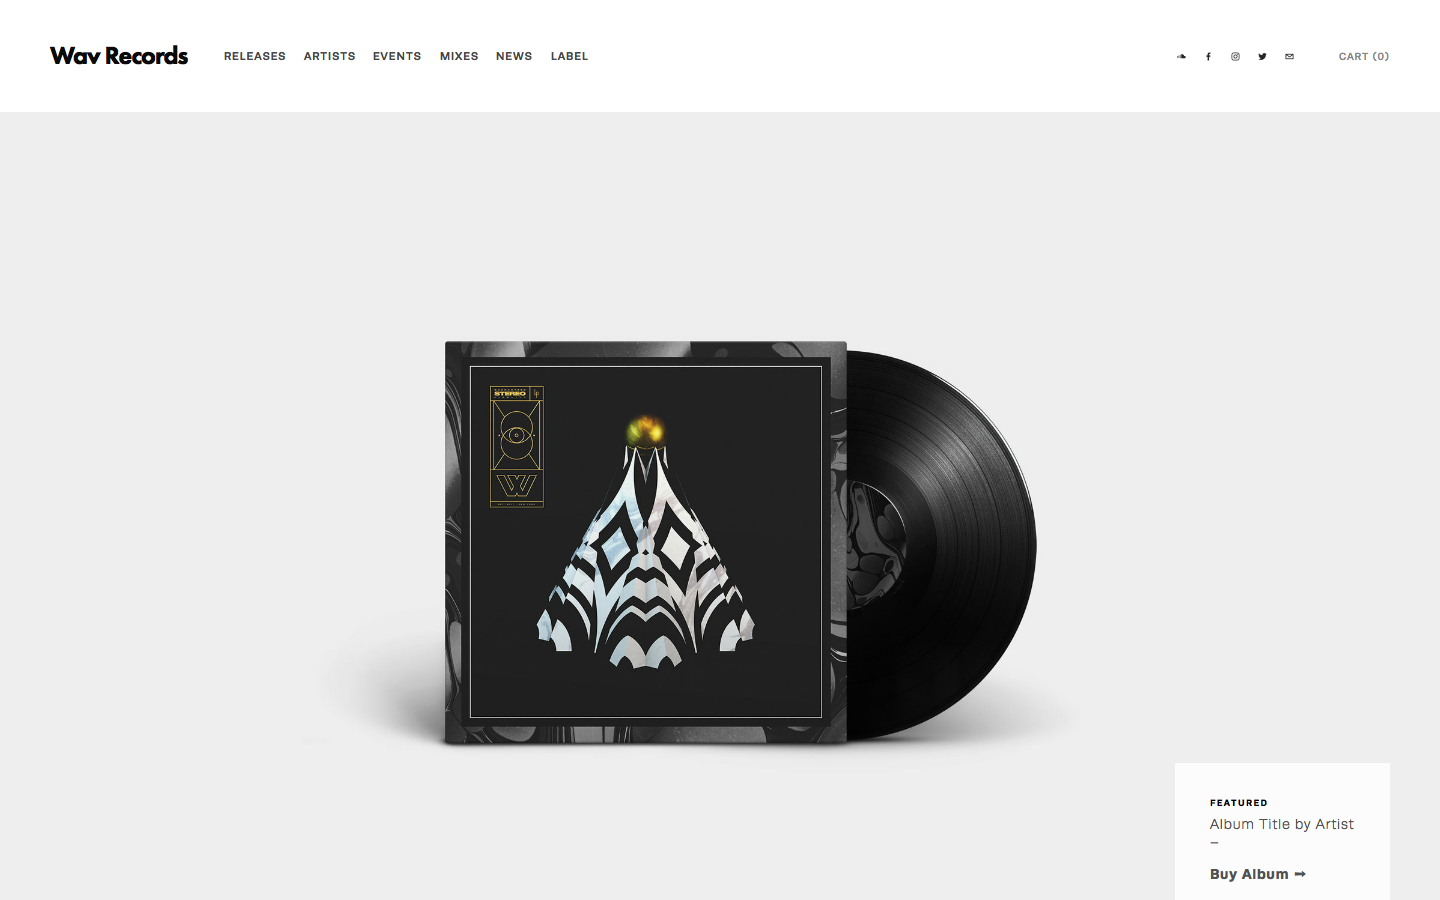 Wav Records
RELEASES
ARTISTS
EVENTS
MIXES
NEWS
LABEL
CART (0)
STEREO
FEATURED
Album Title by Artist
–
Buy Album ➞